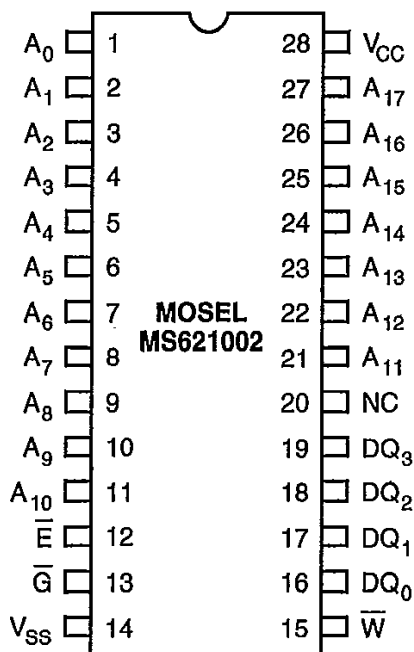 A0 1 28 VCC
A1 2 27 A17
A2 3 26 A16
A3 4 25 A15
A4 5 24 A14
A5 6 23 A13
A6 7 22 A12
A7 8 21 A11
A8 9 20 NC
A9 10 19 DQ3
A10 11 18 DQ2
E̅ 12 17 DQ1
G̅ 13 16 DQ0
VSS 14 15 W̅
MOSEL
MS621002